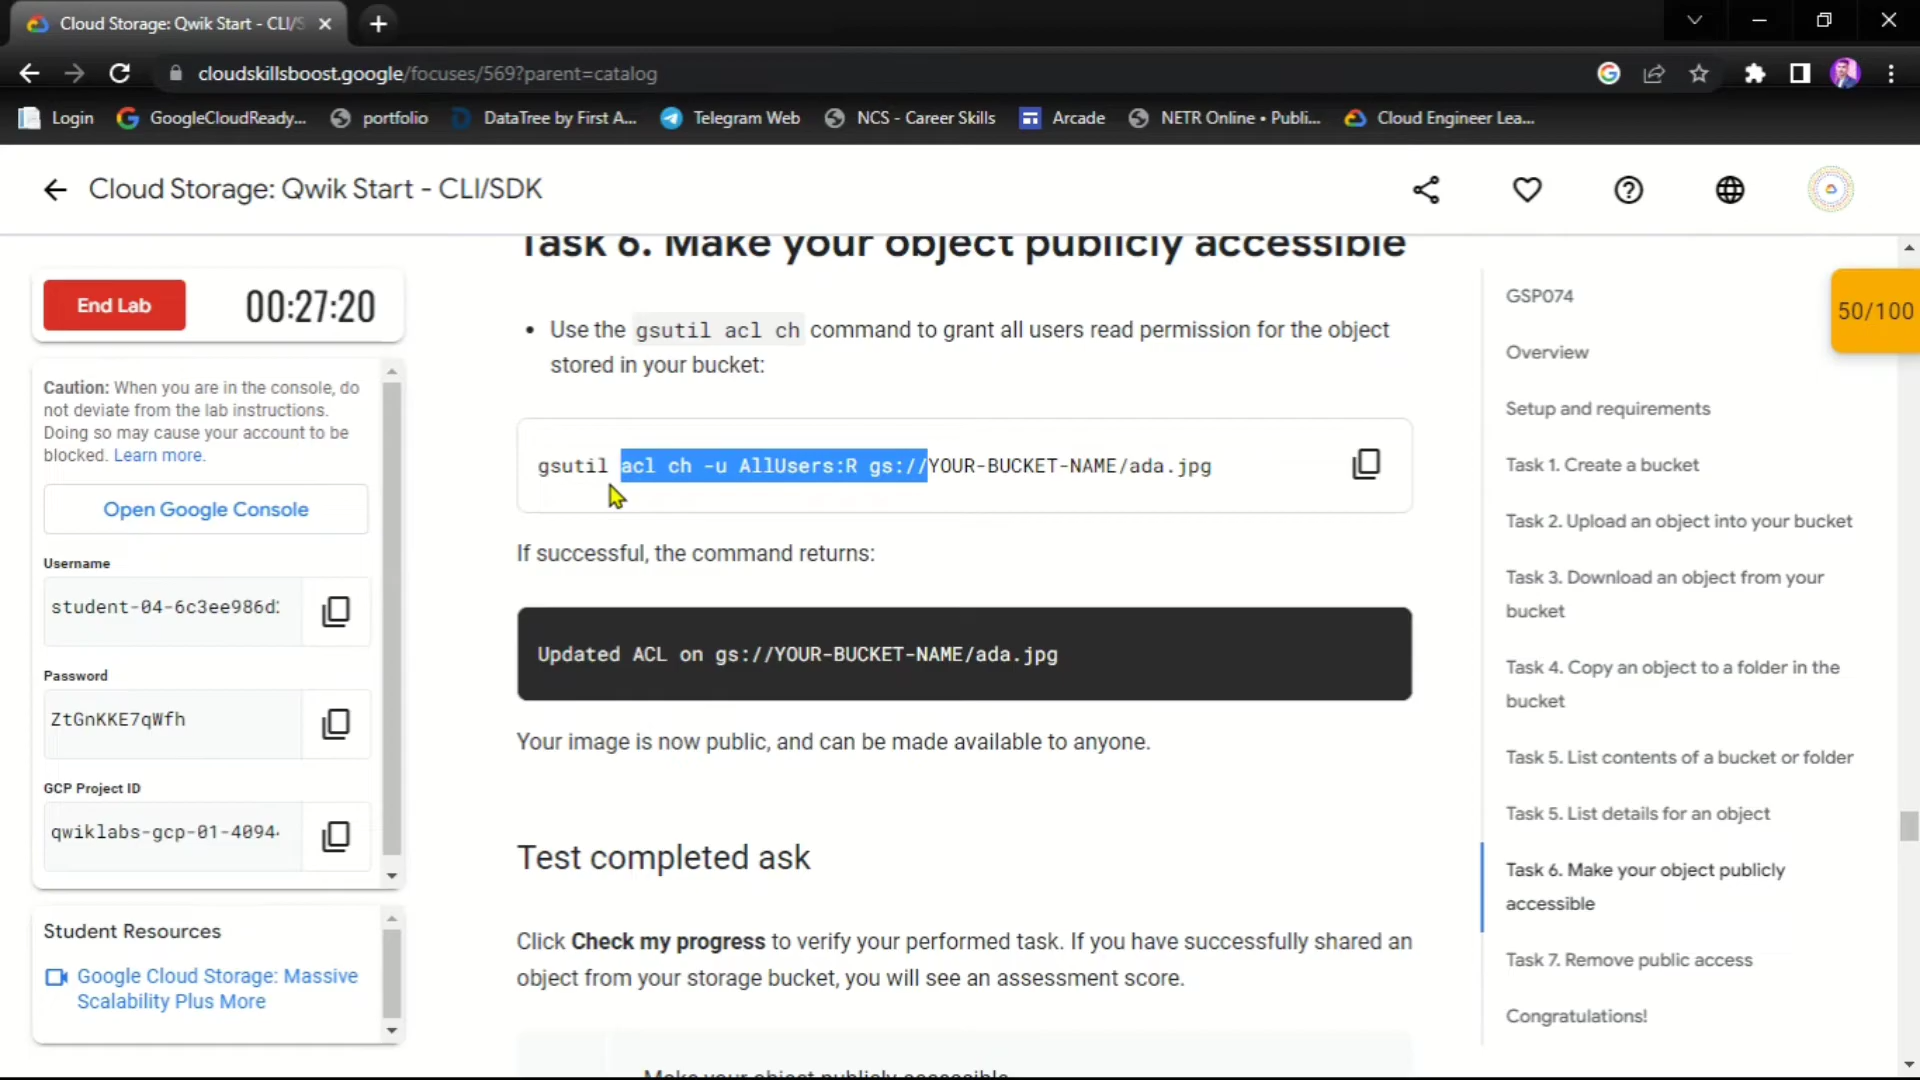 Cloud Storage: Qwik Start - CLI/S
cloudskillsboost.google/focuses/569?parent=catalog
Login
GoogleCloudReady...
portfolio
DataTree by First A...
Telegram Web
NCS - Career Skills
Arcade
NETR Online • Publi...
Cloud Engineer Lea...
Cloud Storage: Qwik Start - CLI/SDK
End Lab
00:27:20
Caution: When you are in the console, do
not deviate from the lab instructions.
Doing so may cause your account to be
blocked. Learn more.
Open Google Console
Username
student-04-6c3ee986d
Password
ZtGnKKE7qWfh
GCP Project ID
qwiklabs-gcp-01-4094
Student Resources
Google Cloud Storage: Massive
Scalability Plus More
Task 6. Make your object publicly accessible
• Use the gsutil acl ch command to grant all users read permission for the object
stored in your bucket:
gsutil acl ch -u AllUsers:R gs://YOUR-BUCKET-NAME/ada.jpg
If successful, the command returns:
Updated ACL on gs://YOUR-BUCKET-NAME/ada.jpg
Your image is now public, and can be made available to anyone.
Test completed ask
Click Check my progress to verify your performed task. If you have successfully shared an
object from your storage bucket, you will see an assessment score.
Make your object publicly accessible
GSP074
50/100
Overview
Setup and requirements
Task 1. Create a bucket
Task 2. Upload an object into your bucket
Task 3. Download an object from your
bucket
Task 4. Copy an object to a folder in the
bucket
Task 5. List contents of a bucket or folder
Task 5. List details for an object
Task 6. Make your object publicly
accessible
Task 7. Remove public access
Congratulations!